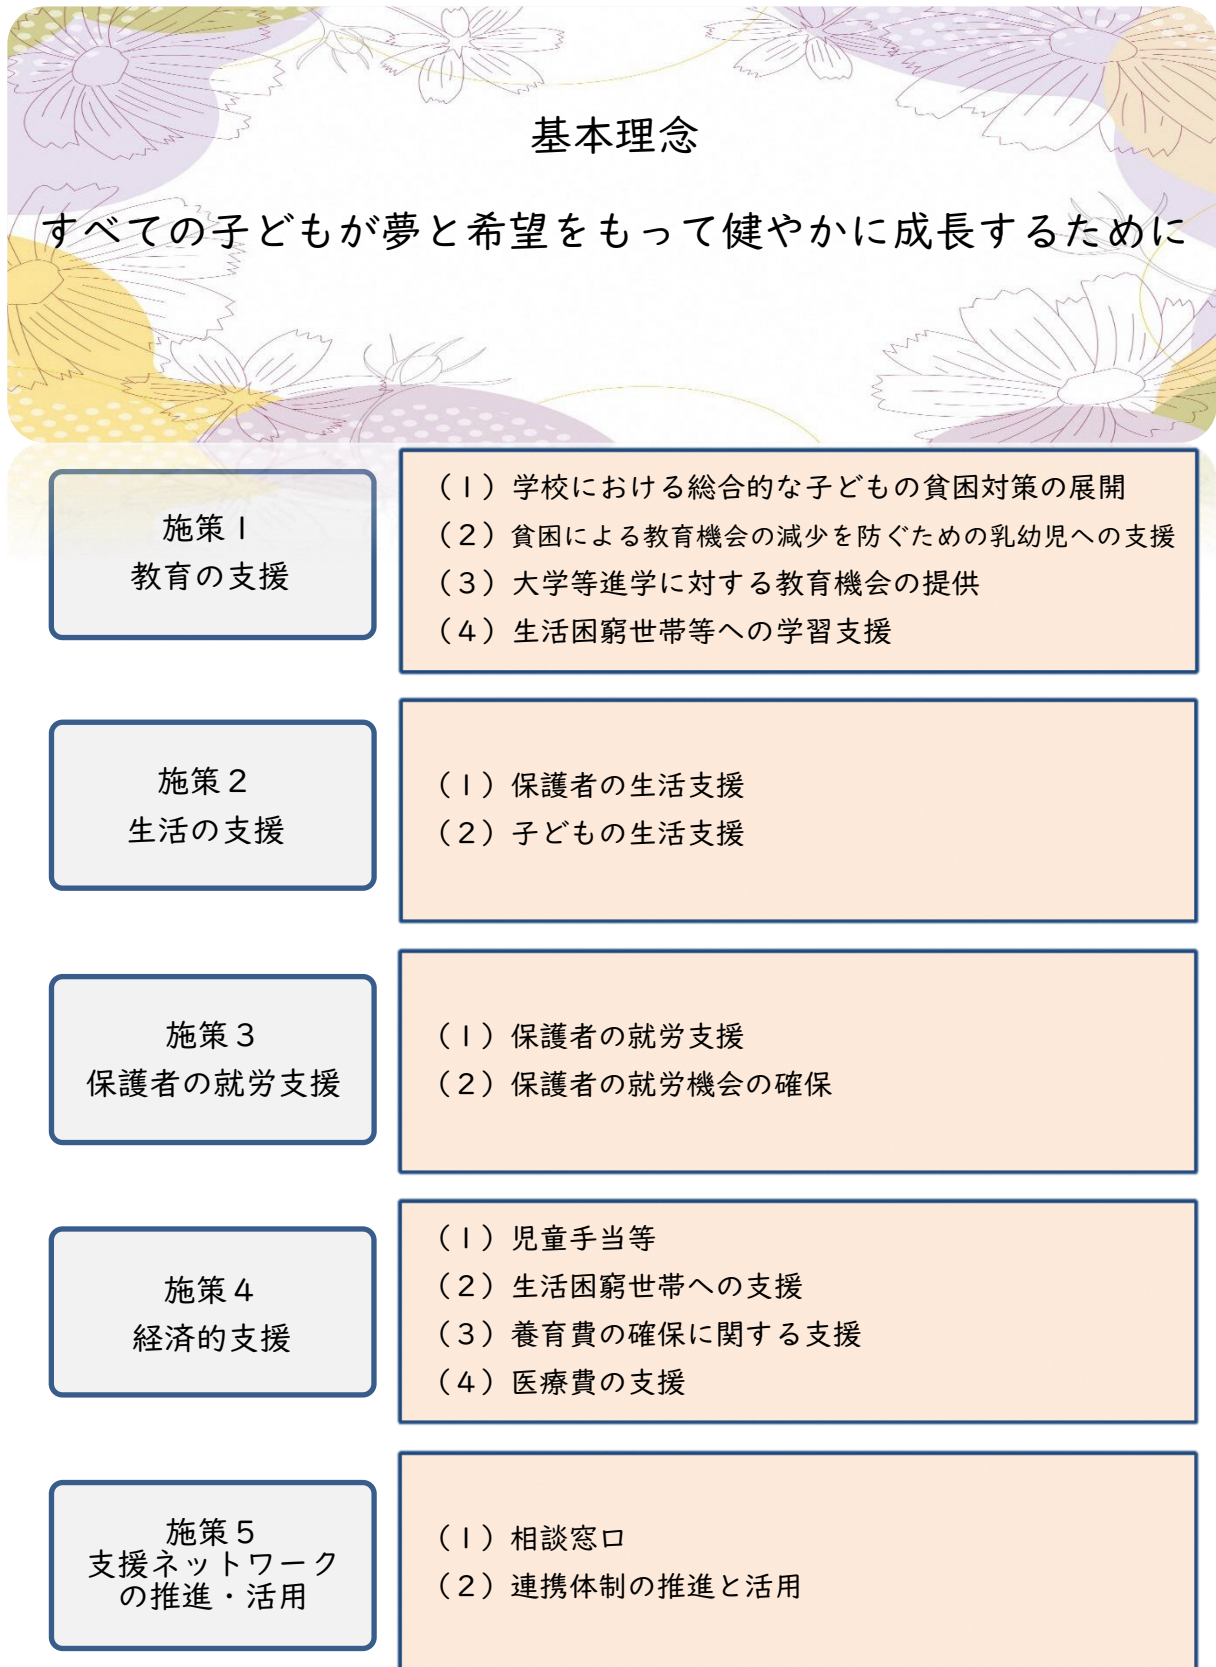 基本理念
すべての子どもが夢と希望をもって健やかに成長するために
施策1
教育の支援
(1)学校における総合的な子どもの貧困対策の展開
(2)貧困による教育機会の減少を防ぐための乳幼児への支援
(3)大学等進学に対する教育機会の提供
(4)生活困窮世帯等への学習支援
施策2
生活の支援
(1)保護者の生活支援
(2)子どもの生活支援
施策3
保護者の就労支援
(1)保護者の就労支援
(2)保護者の就労機会の確保
施策4
経済的支援
(1)児童手当等
(2)生活困窮世帯への支援
(3)養育費の確保に関する支援
(4)医療費の支援
施策5
支援ネットワーク
の推進・活用
(1)相談窓口
(2)連携体制の推進と活用